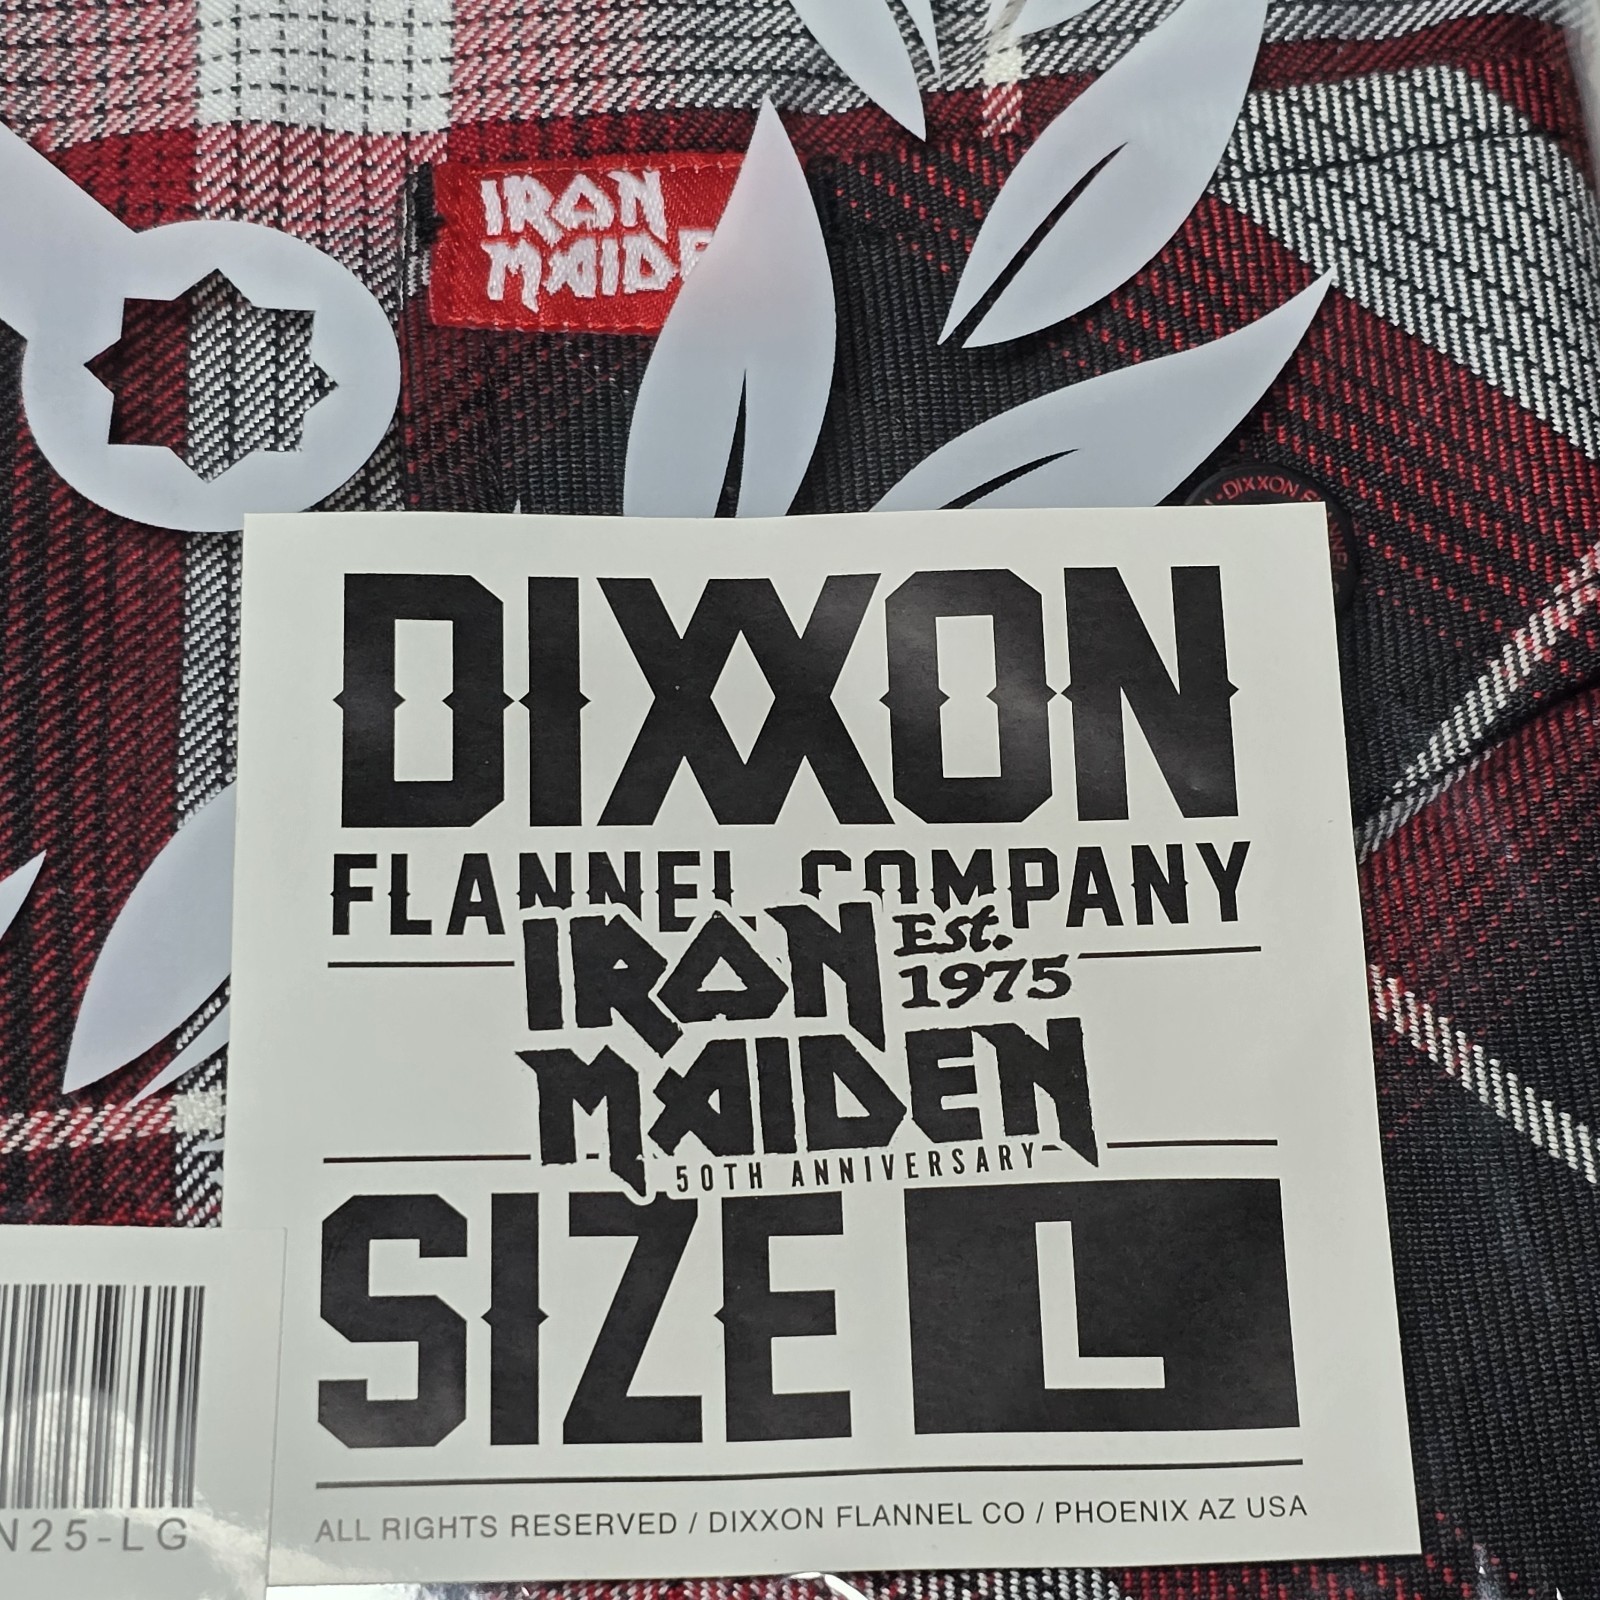 IRON
MAIDE
DIXXON
DIXXON
FLANNEL COMPANY
IRON Est.
1975
MAIDEN
50TH ANNIVERSARY
SIZE L
N25-LG
ALL RIGHTS RESERVED / DIXXON FLANNEL CO / PHOENIX AZ USA